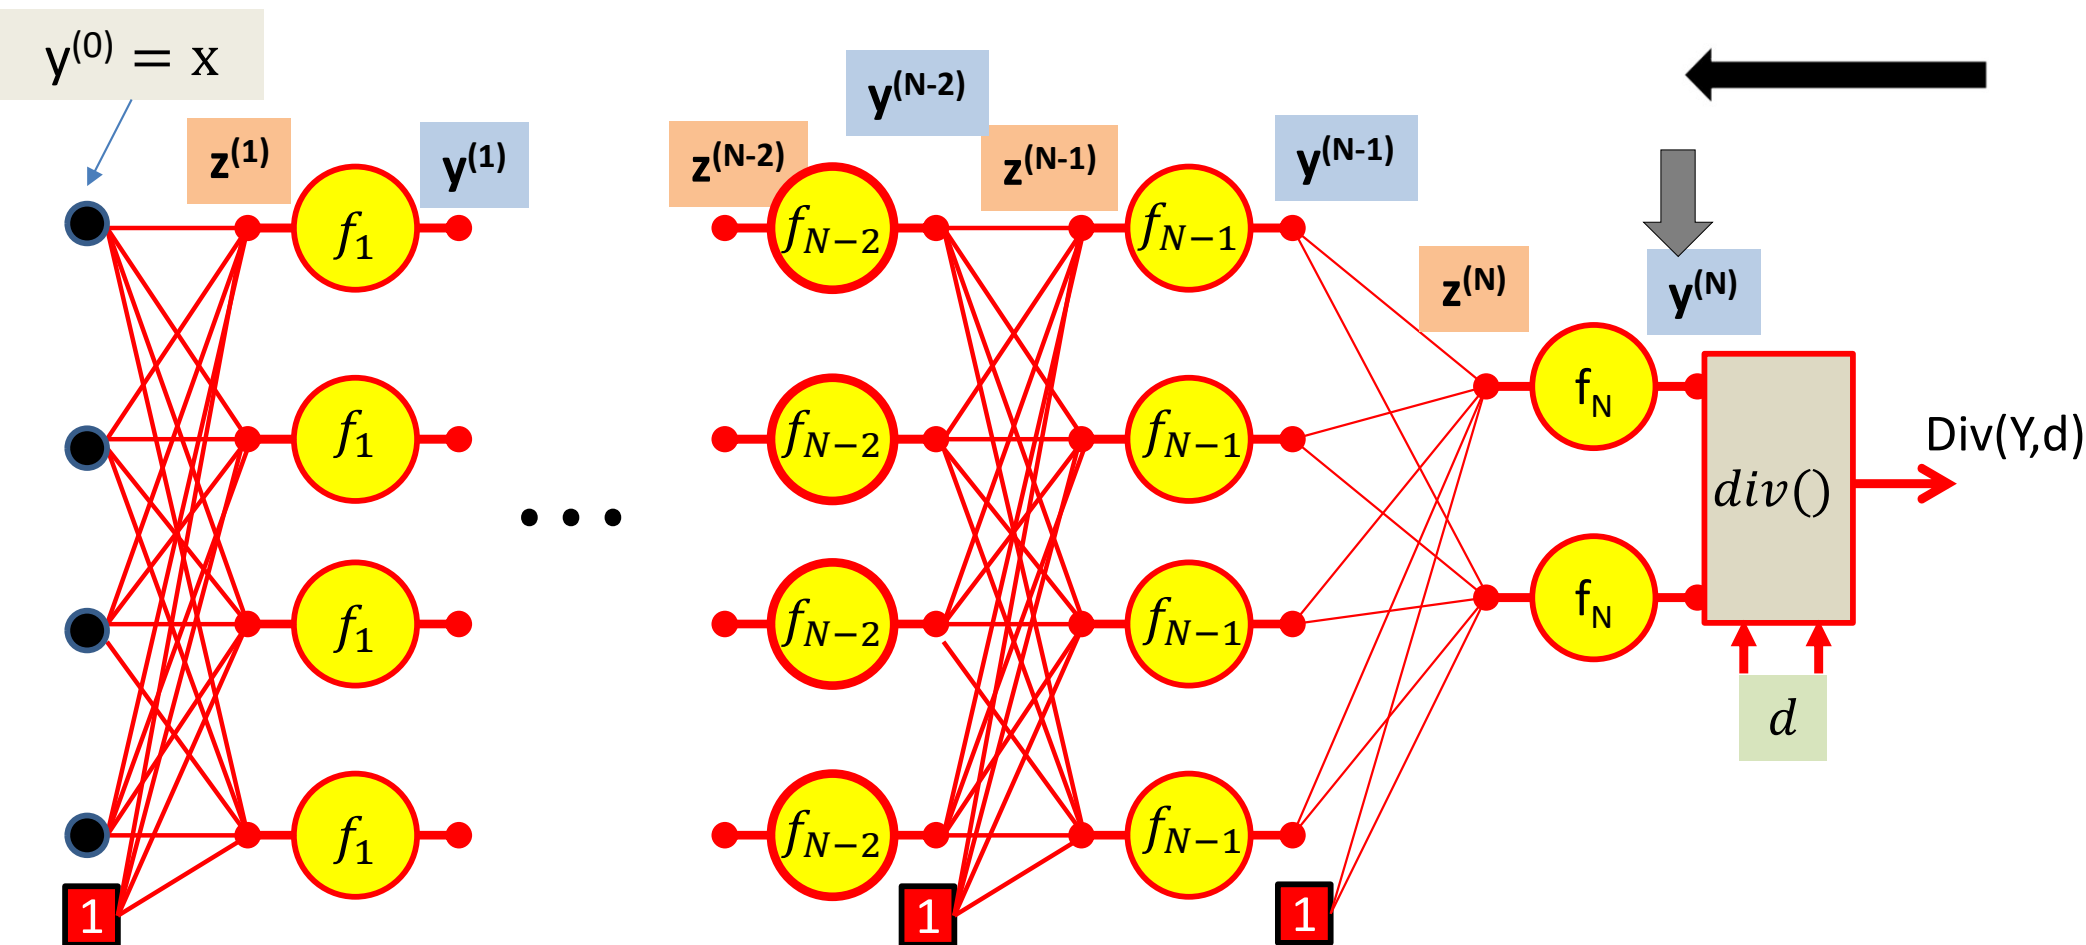 y(0) = x
z(1)
y(1)
z(N-2)
y(N-2)
z(N-1)
y(N-1)
z(N)
y(N)
f1
f1
f1
f1
...
fN−2
fN−2
fN−2
fN−2
fN−1
fN−1
fN−1
fN−1
fN
fN
div()
Div(Y,d)
d
1
1
1